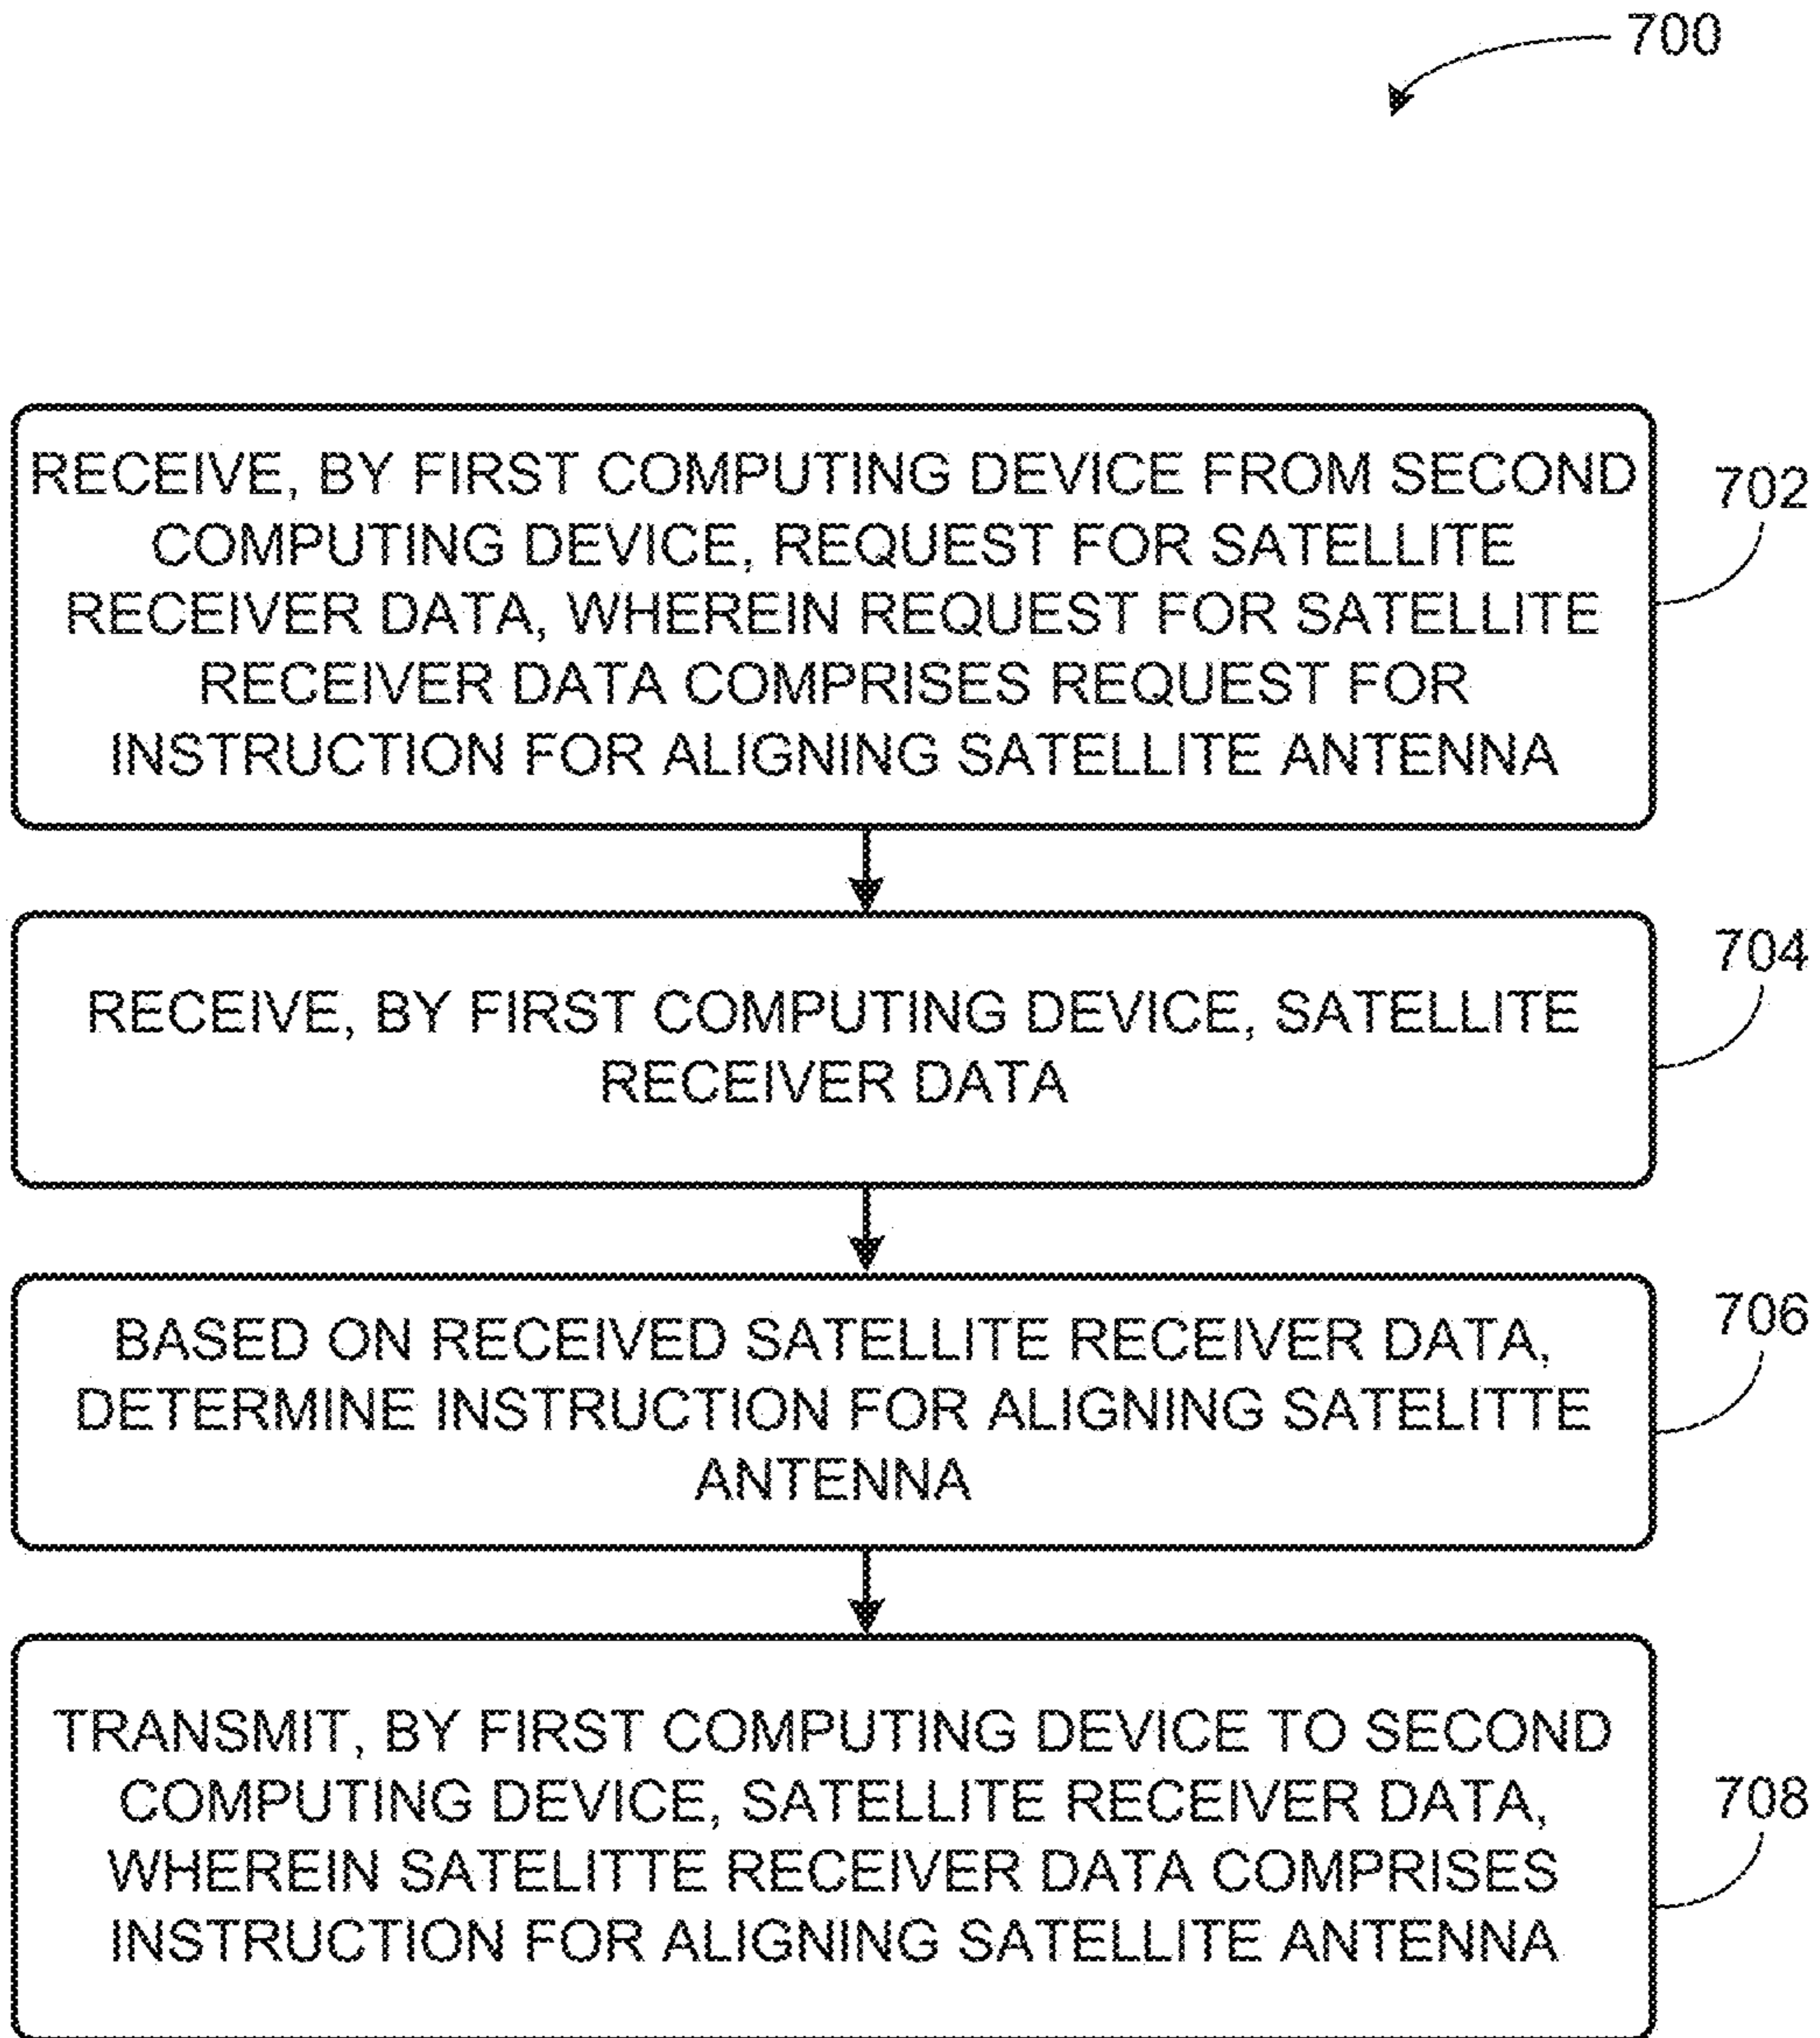 700
RECEIVE, BY FIRST COMPUTING DEVICE FROM SECOND
COMPUTING DEVICE, REQUEST FOR SATELLITE
RECEIVER DATA, WHEREIN REQUEST FOR SATELLITE
RECEIVER DATA COMPRISES REQUEST FOR
INSTRUCTION FOR ALIGNING SATELLITE ANTENNA
702
RECEIVE, BY FIRST COMPUTING DEVICE, SATELLITE
RECEIVER DATA
704
BASED ON RECEIVED SATELLITE RECEIVER DATA,
DETERMINE INSTRUCTION FOR ALIGNING SATELITTE
ANTENNA
706
TRANSMIT, BY FIRST COMPUTING DEVICE TO SECOND
COMPUTING DEVICE, SATELLITE RECEIVER DATA,
WHEREIN SATELITTE RECEIVER DATA COMPRISES
INSTRUCTION FOR ALIGNING SATELLITE ANTENNA
708